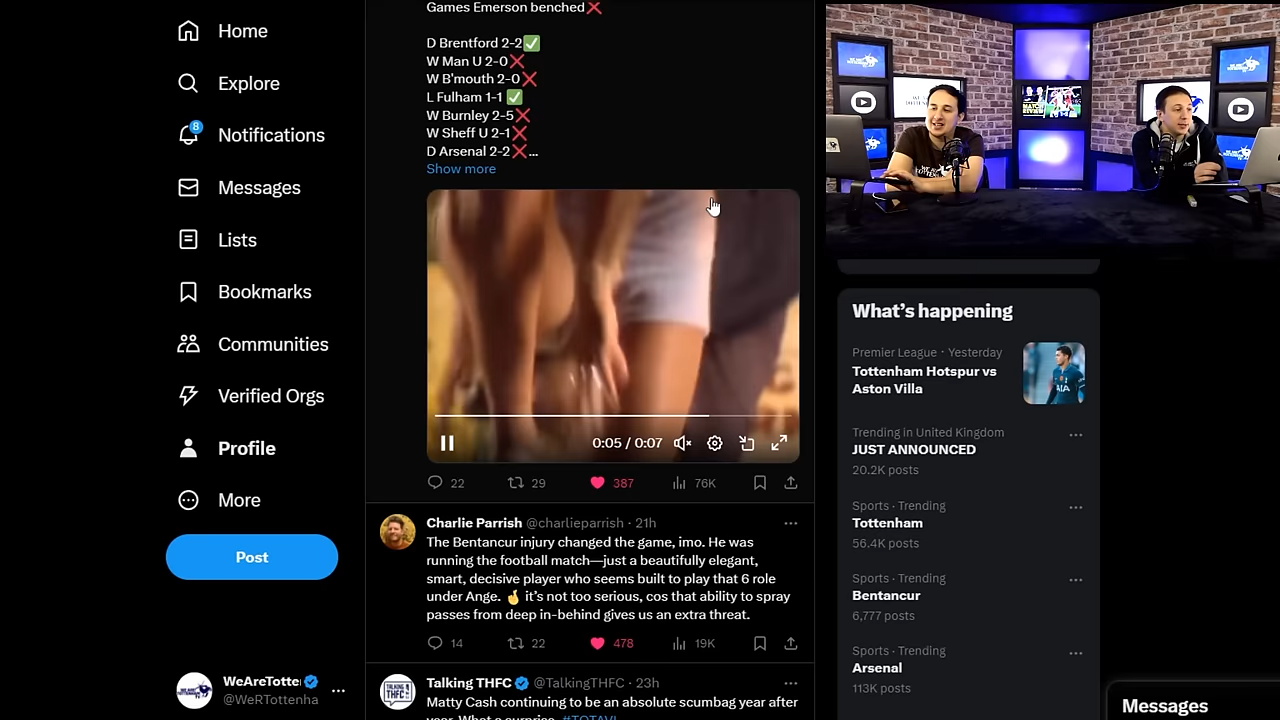 Home
Explore
8
Notifications
Messages
Lists
Bookmarks
Communities
Verified Orgs
Profile
More
Post
WeAreTotte
@WeRTottenha
Games Emerson benched❌
D Brentford 2-2✅
W Man U 2-0❌
W B'mouth 2-0❌
L Fulham 1-1 ✅
W Burnley 2-5❌
W Sheff U 2-1❌
D Arsenal 2-2❌...
Show more
0:05 / 0:07
22 29 387 76K
Charlie Parrish @charlieparrish · 21h
The Bentancur injury changed the game, imo. He was
running the football match—just a beautifully elegant,
smart, decisive player who seems built to play that 6 role
under Ange. 🤞 it's not too serious, cos that ability to spray
passes from deep in-behind gives us an extra threat.
14 22 478 19K
Talking THFC @TalkingTHFC · 23h
Matty Cash continuing to be an absolute scumbag year after
year. What a surprise. #TOTAVL
What's happening
Premier League · Yesterday
Tottenham Hotspur vs
Aston Villa
Trending in United Kingdom
JUST ANNOUNCED
20.2K posts
Sports · Trending
Tottenham
56.4K posts
Sports · Trending
Bentancur
6,777 posts
Sports · Trending
Arsenal
113K posts
Messages